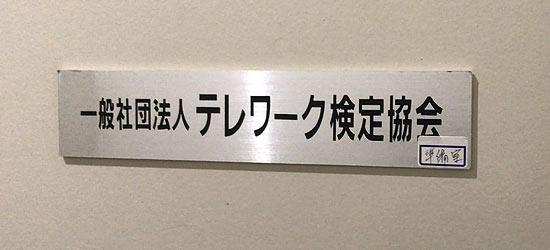 一般社団法人 テレワーク検定協会
準備室